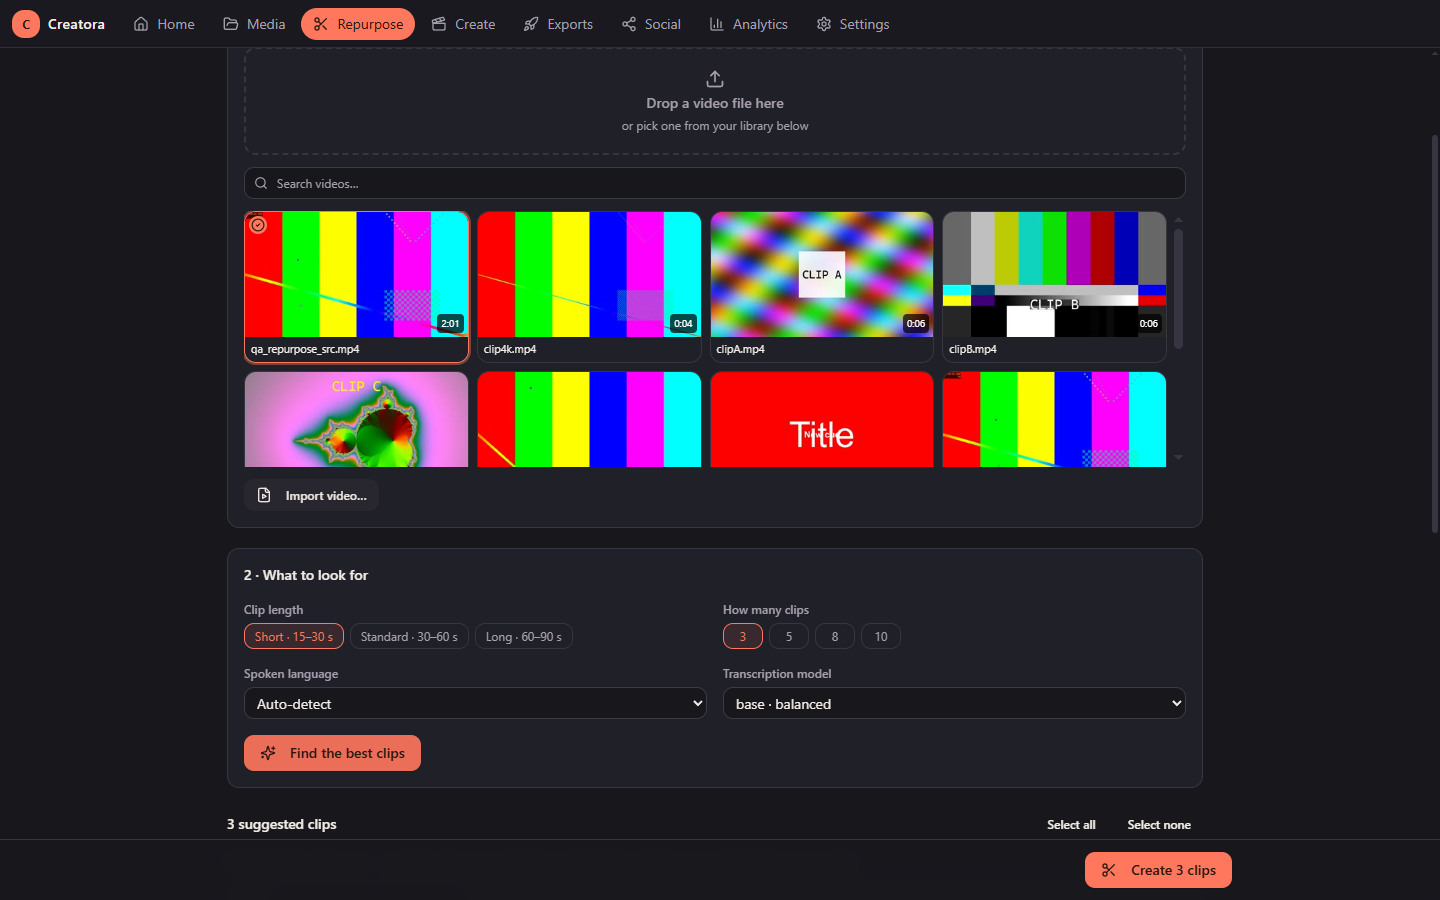 C Creatora Home Media Repurpose Create Exports Social Analytics Settings
Drop a video file here
or pick one from your library below
Search videos...
CLIP A
CLIP B
2:01 0:04 0:06 0:06
qa_repurpose_src.mp4 clip4k.mp4 clipA.mp4 clipB.mp4
CLIP C
Title
Import video...
2 · What to look for
Clip length How many clips
Short · 15–30 s Standard · 30–60 s Long · 60–90 s 3 5 8 10
Spoken language Transcription model
Auto-detect base · balanced
Find the best clips
3 suggested clips Select all Select none
Create 3 clips